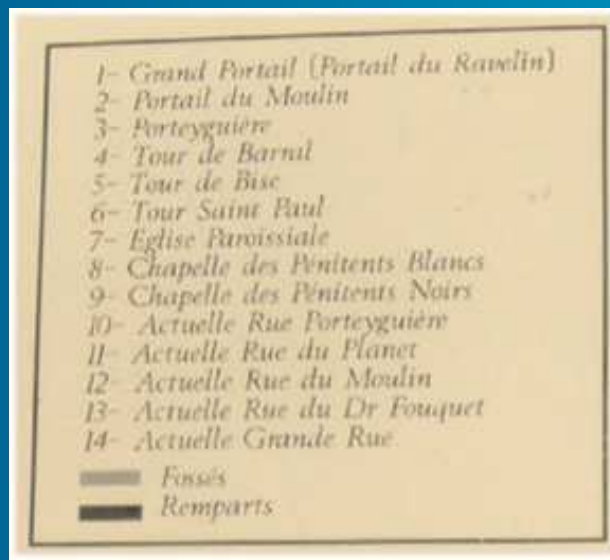 1- Grand Portail (Portail du Ravelin)
2- Portail du Moulin
3- Porteyguière
4- Tour de Barral
5- Tour de Bise
6- Tour Saint Paul
7- Eglise Paroissiale
8- Chapelle des Pénitents Blancs
9- Chapelle des Pénitents Noirs
10- Actuelle Rue Porteyguière
11- Actuelle Rue du Planet
12- Actuelle Rue du Moulin
13- Actuelle Rue du Dr Fouquet
14- Actuelle Grande Rue
Fossés
Remparts